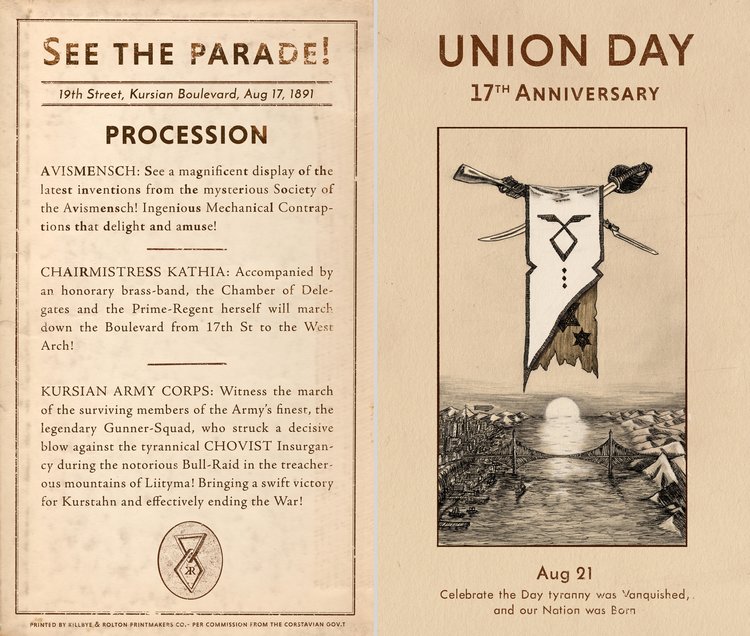 SEE THE PARADE!
19th Street, Kursian Boulevard, Aug 17, 1891
PROCESSION
AVISMENSCH: See a magnificent display of the
latest inventions from the mysterious Society of
the Avismensch! Ingenious Mechanical Contrap-
tions that delight and amuse!
CHAIRMISTRESS KATHIA: Accompanied by
an honorary brass-band, the Chamber of Dele-
gates and the Prime-Regent herself will march
down the Boulevard from 17th St to the West
Arch!
KURSIAN ARMY CORPS: Witness the march
of the surviving members of the Army's finest, the
legendary Gunner-Squad, who struck a decisive
blow against the tyrannical CHOVIST Insurgan-
cy during the notorious Bull-Raid in the treacher-
ous mountains of Liityma! Bringing a swift victory
for Kurstahn and effectively ending the War!
KR
PRINTED BY KILLBYE & ROLTON PRINTMAKERS CO.- PER COMMISSION FROM THE CORSTAVIAN GOV.T
UNION DAY
17TH ANNIVERSARY
Aug 21
Celebrate the Day tyranny was Vanquished,
and our Nation was Born